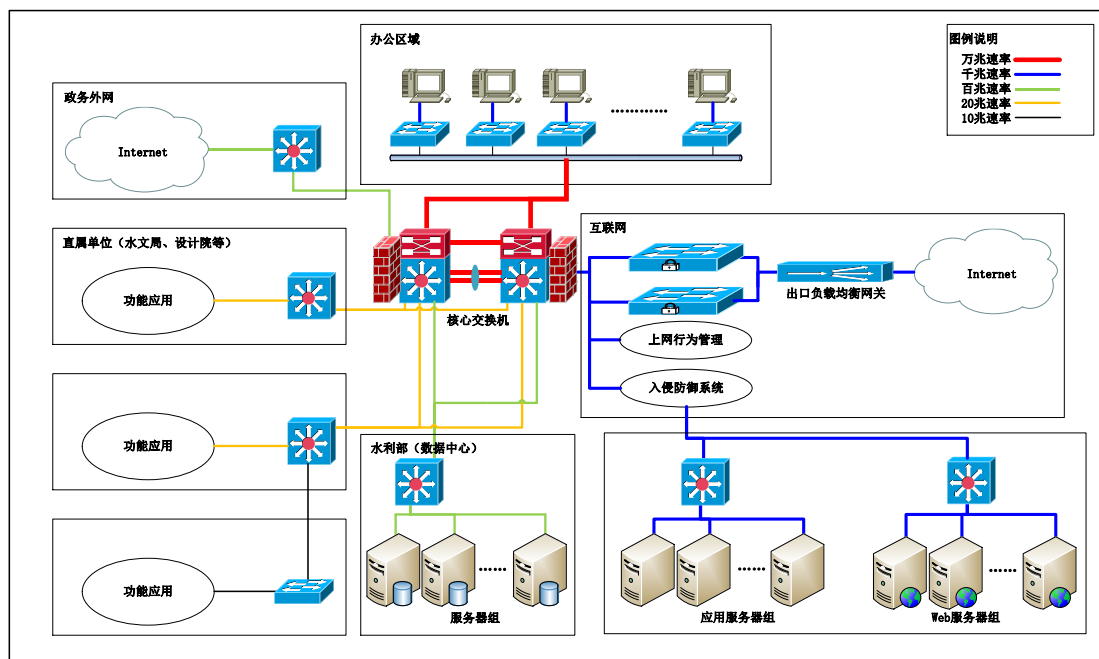 办公区域
图例说明
万兆速率
千兆速率
百兆速率
20兆速率
10兆速率
政务外网
Internet
直属单位（水文局、设计院等）
功能应用
核心交换机
互联网
出口负载均衡网关
Internet
上网行为管理
入侵防御系统
功能应用
水利部（数据中心）
服务器组
功能应用
应用服务器组
Web服务器组